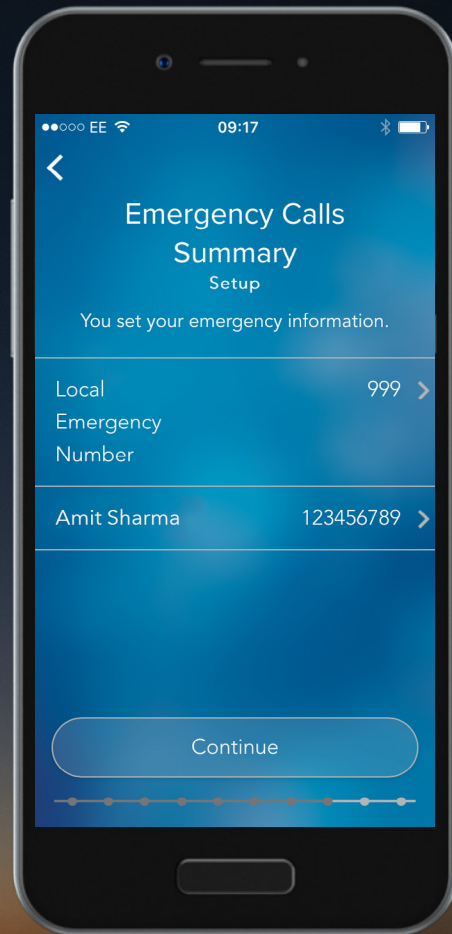 ●●○○○ EE 09:17
Emergency Calls
Summary
Setup
You set your emergency information.
Local 999
Emergency
Number
Amit Sharma 123456789
Continue